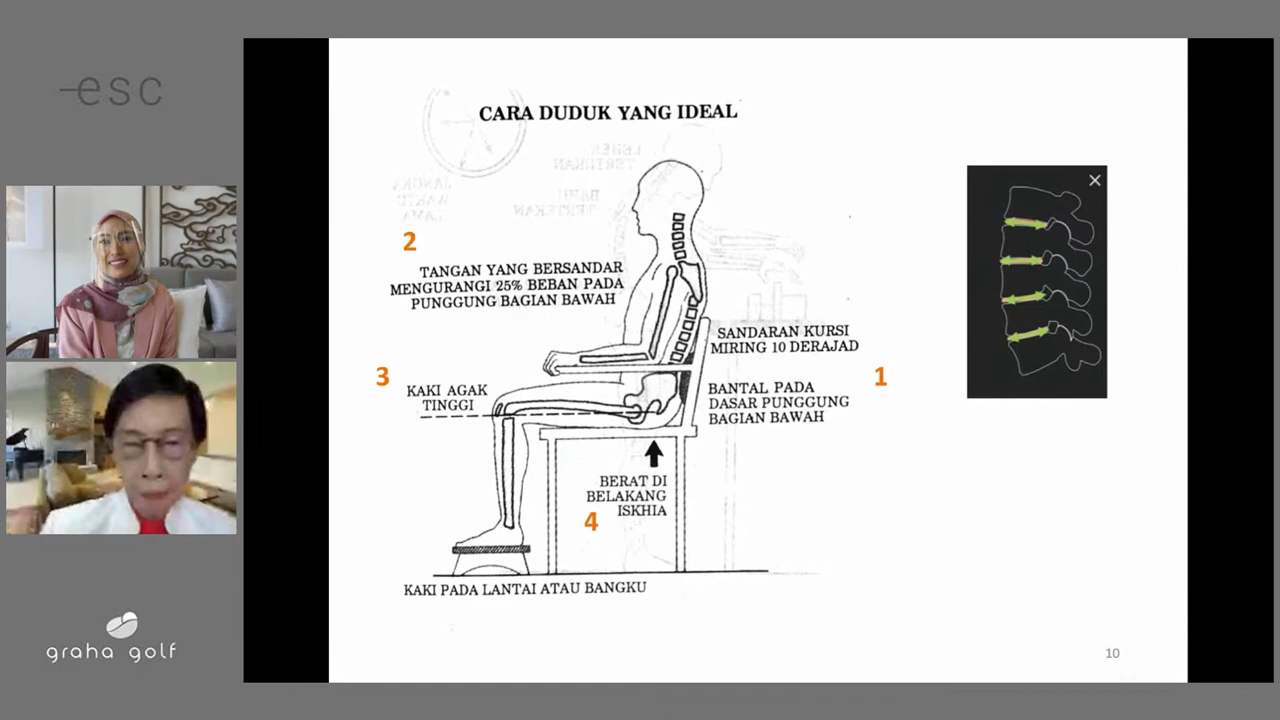 esc
graha golf
CARA DUDUK YANG IDEAL
2
TANGAN YANG BERSANDAR
MENGURANGI 25% BEBAN PADA
PUNGGUNG BAGIAN BAWAH
SANDARAN KURSI
MIRING 10 DERAJAD
1
BANTAL PADA
DASAR PUNGGUNG
BAGIAN BAWAH
3
KAKI AGAK
TINGGI
BERAT DI
BELAKANG
ISKHIA
4
KAKI PADA LANTAI ATAU BANGKU
10